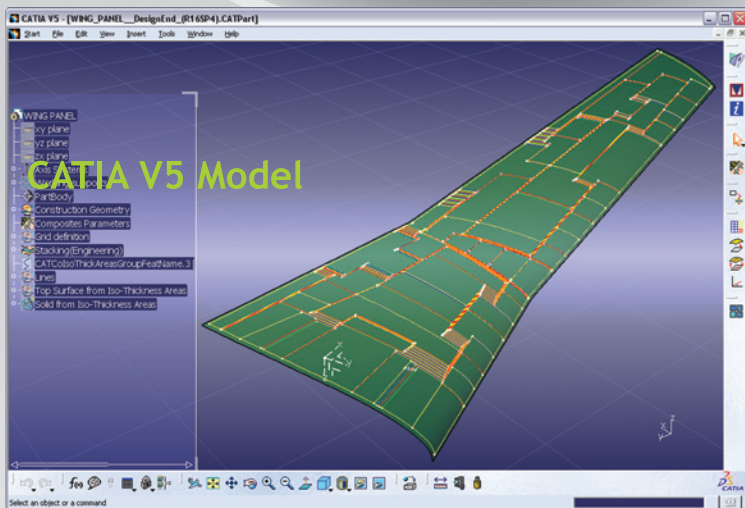 CATIA V5 - [WING_PANEL__DesignEnd_(R16SP4).CATPart]
Start File Edit View Insert Tools Window Help
WING PANEL
xy plane
yz plane
zx plane
CATIA V5 Model
PartBody
Construction Geometry
Composites Parameters
Grid definition
Stacking(Engineering)
CATCoIsoThickAreasGroupFeatName.3
Lines
Top Surface from Iso-Thickness Areas
Solid from Iso-Thickness Areas
Select an object or a command
CATIA